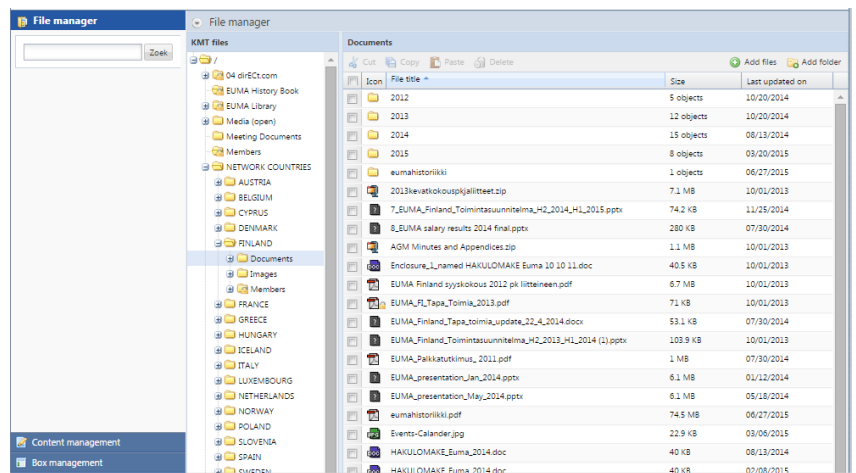 File manager
File manager
Zoek
KMT files
/
04 dirECt.com
EUMA History Book
EUMA Library
Media (open)
Meeting Documents
Members
NETWORK COUNTRIES
AUSTRIA
BELGIUM
CYPRUS
DENMARK
FINLAND
Documents
Images
Members
FRANCE
GREECE
HUNGARY
ICELAND
ITALY
LUXEMBOURG
NETHERLANDS
NORWAY
POLAND
SLOVENIA
SPAIN
SWEDEN
Documents
Cut Copy Paste Delete Add files Add folder
Icon File title Size Last updated on
2012 5 objects 10/20/2014
2013 12 objects 10/20/2014
2014 15 objects 08/13/2014
2015 8 objects 03/20/2015
eumahistoriikki 1 objects 06/27/2015
2013kevatkokouspkjaliitteet.zip 7.1 MB 10/01/2013
7_EUMA_Finland_Toimintasuunnitelma_H2_2014_H1_2015.pptx 74.2 KB 11/25/2014
8_EUMA salary results 2014 final.pptx 280 KB 07/30/2014
AGM Minutes and Appendices.zip 1.1 MB 10/01/2013
Enclosure_1_named HAKULOMAKE Euma 10 10 11.doc 40.5 KB 10/01/2013
EUMA Finland syyskokous 2012 pk liitteineen.pdf 6.7 MB 10/01/2013
EUMA_FI_Tapa_Toimia_2013.pdf 71 KB 10/01/2013
EUMA_Finland_Tapa_toimia_update_22_4_2014.docx 53.1 KB 07/30/2014
EUMA_Finland_Toimintasuunnitelma_H2_2013_H1_2014 (1).pptx 103.9 KB 10/01/2013
EUMA_Palkkatutkimus_ 2011.pdf 1 MB 07/30/2014
EUMA_presentation_Jan_2014.pptx 6.1 MB 01/12/2014
EUMA_presentation_May_2014.pptx 6.1 MB 05/18/2014
eumahistoriikki.pdf 74.5 MB 06/27/2015
Events-Calander.jpg 22.9 KB 03/06/2015
HAKULOMAKE_Euma_2014.doc 40 KB 08/13/2014
HAKULOMAKE_Euma_2014.doc 40 KB 02/08/2015
Content management
Box management